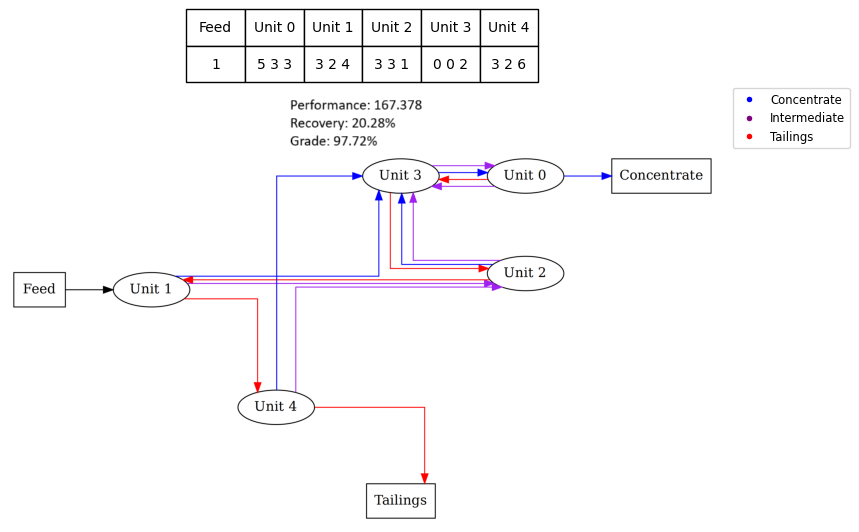 Feed Unit 0 Unit 1 Unit 2 Unit 3 Unit 4
1 5 3 3 3 2 4 3 3 1 0 0 2 3 2 6
Performance: 167.378
Recovery: 20.28%
Grade: 97.72%
Concentrate
Intermediate
Tailings
Unit 3
Unit 0
Concentrate
Unit 2
Feed
Unit 1
Unit 4
Tailings